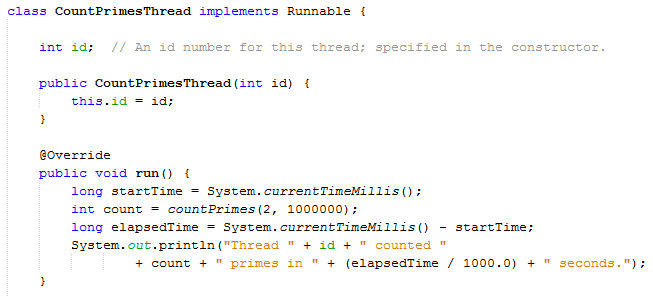 class CountPrimesThread implements Runnable {
int id;  // An id number for this thread; specified in the constructor.
public CountPrimesThread(int id) {
this.id = id;
}
@Override
public void run() {
long startTime = System.currentTimeMillis();
int count = countPrimes(2, 1000000);
long elapsedTime = System.currentTimeMillis() - startTime;
System.out.println("Thread " + id + " counted "
+ count + " primes in " + (elapsedTime / 1000.0) + " seconds.");
}